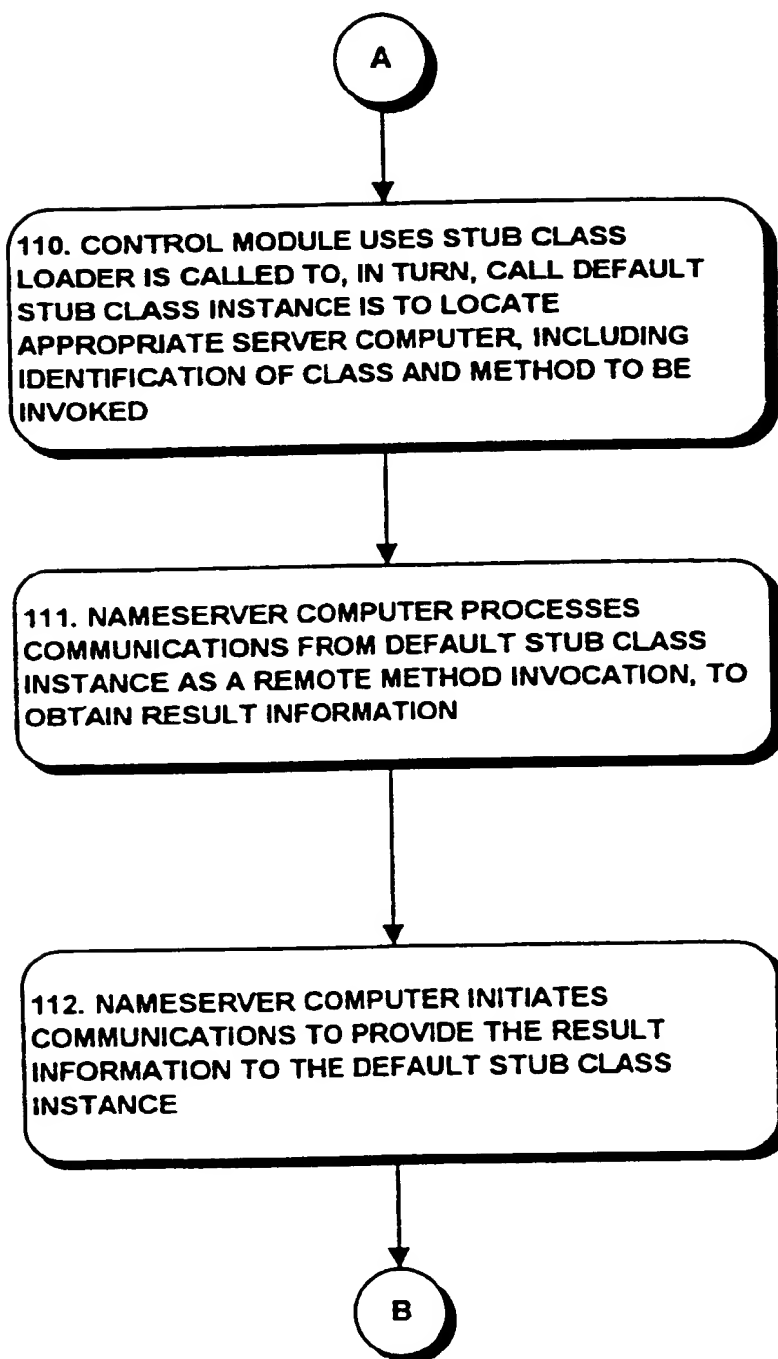 A
110. CONTROL MODULE USES STUB CLASS
LOADER IS CALLED TO, IN TURN, CALL DEFAULT
STUB CLASS INSTANCE IS TO LOCATE
APPROPRIATE SERVER COMPUTER, INCLUDING
IDENTIFICATION OF CLASS AND METHOD TO BE
INVOKED
111. NAMESERVER COMPUTER PROCESSES
COMMUNICATIONS FROM DEFAULT STUB CLASS
INSTANCE AS A REMOTE METHOD INVOCATION, TO
OBTAIN RESULT INFORMATION
112. NAMESERVER COMPUTER INITIATES
COMMUNICATIONS TO PROVIDE THE RESULT
INFORMATION TO THE DEFAULT STUB CLASS
INSTANCE
B